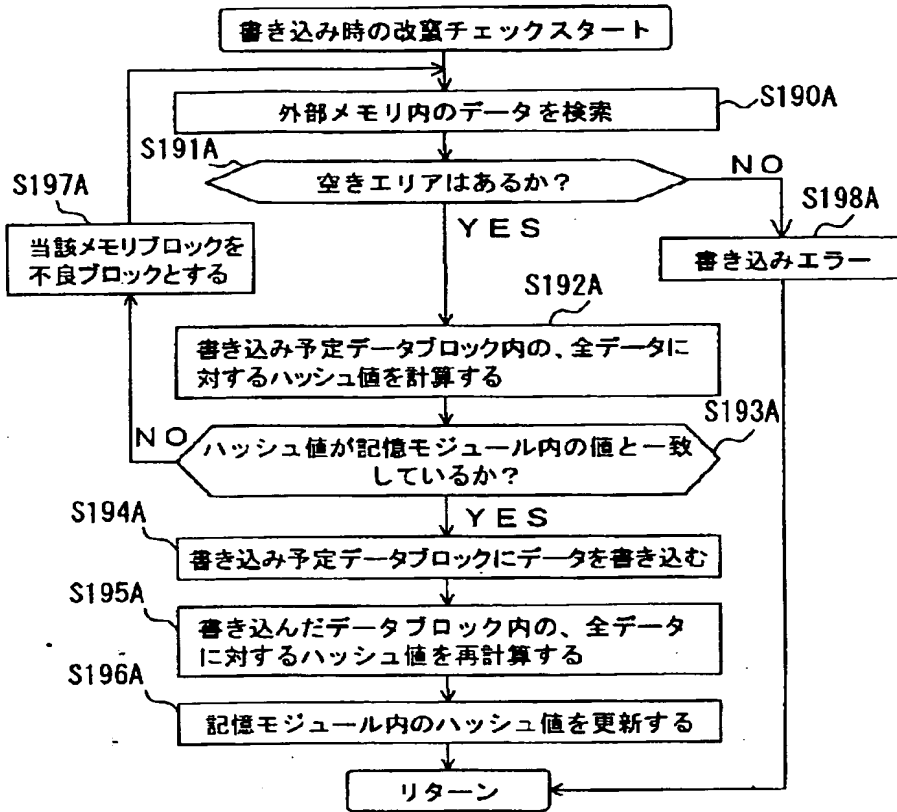 書き込み時の改竄チェックスタート
S190A
外部メモリ内のデータを検索
S191A
空きエリアはあるか?
NO
S197A
当該メモリブロックを
不良ブロックとする
YES
S198A
書き込みエラー
S192A
書き込み予定データブロック内の、全データに
対するハッシュ値を計算する
S193A
NO
ハッシュ値が記憶モジュール内の値と一致
しているか?
YES
S194A
書き込み予定データブロックにデータを書き込む
S195A
書き込んだデータブロック内の、全データ
に対するハッシュ値を再計算する
S196A
記憶モジュール内のハッシュ値を更新する
リターン